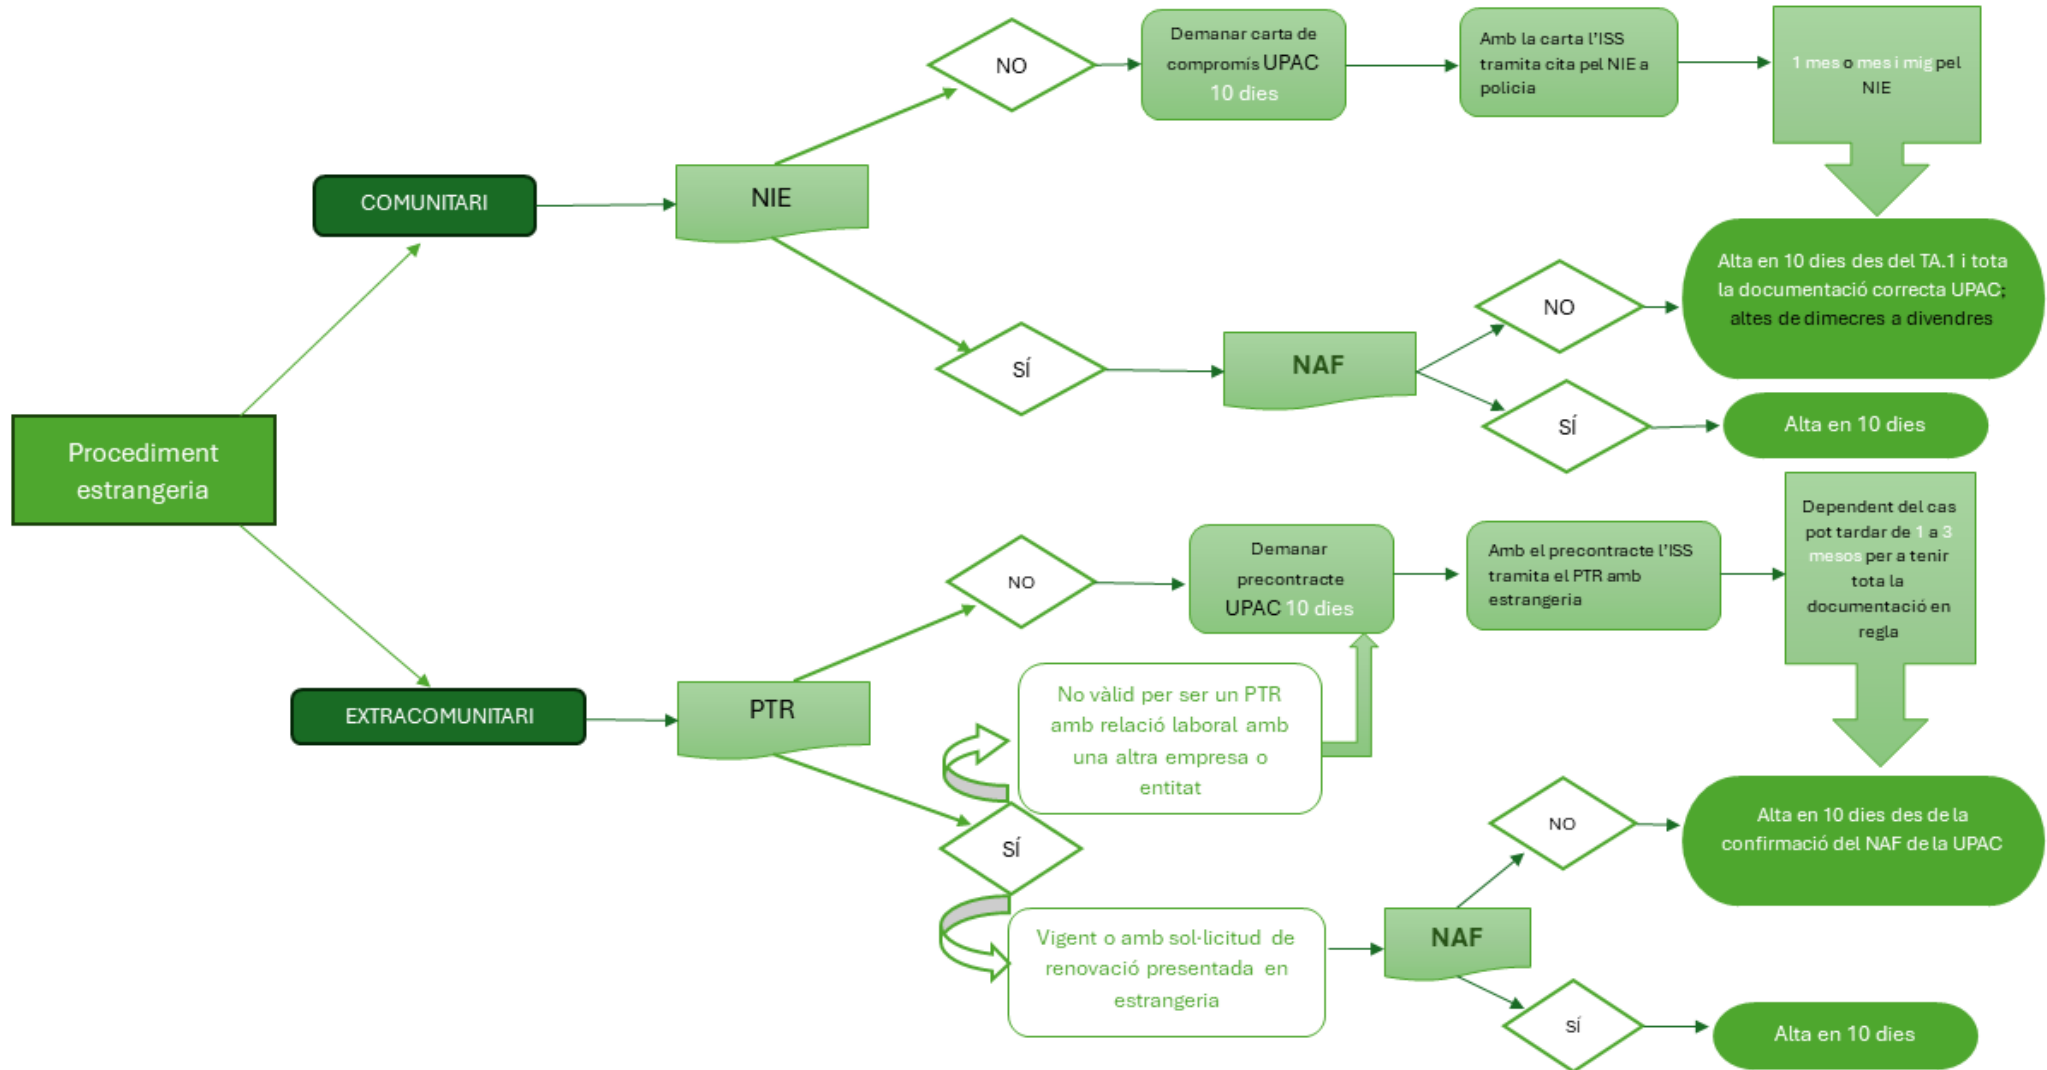 Procediment
estrangeria
COMUNITARI
NIE
NO
Demanar carta de
compromís UPAC
10 dies
Amb la carta l'ISS
tramita cita pel NIE a
policia
1 mes o mes i mig pel
NIE
Alta en 10 dies des del TA.1 i tota
la documentació correcta UPAC;
altes de dimecres a divendres
SÍ
NAF
NO
SÍ
Alta en 10 dies
EXTRACOMUNITARI
PTR
NO
Demanar
precontracte
UPAC 10 dies
Amb el precontracte l'ISS
tramita el PTR amb
estrangeria
Dependent del cas
pot tardar de 1 a 3
mesos per a tenir
tota la
documentació en
regla
No vàlid per ser un PTR
amb relació laboral amb
una altra empresa o
entitat
SÍ
Vigent o amb sol·licitud de
renovació presentada en
estrangeria
NAF
NO
Alta en 10 dies des de la
confirmació del NAF de la UPAC
SÍ
Alta en 10 dies